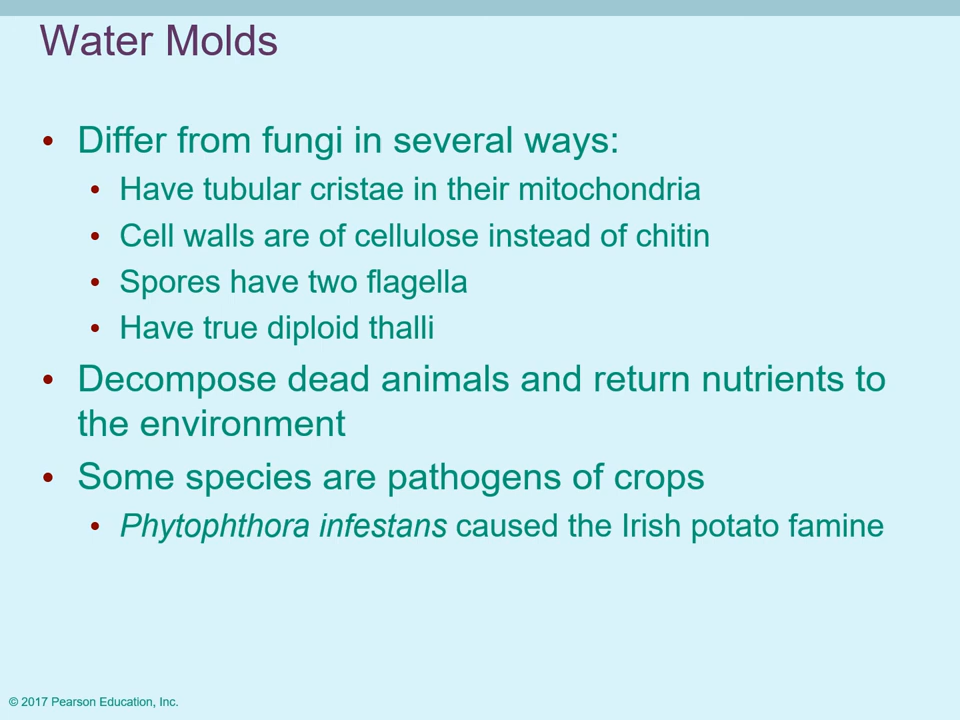 Water Molds
• Differ from fungi in several ways:
• Have tubular cristae in their mitochondria
• Cell walls are of cellulose instead of chitin
• Spores have two flagella
• Have true diploid thalli
• Decompose dead animals and return nutrients to
the environment
• Some species are pathogens of crops
• Phytophthora infestans caused the Irish potato famine
© 2017 Pearson Education, Inc.